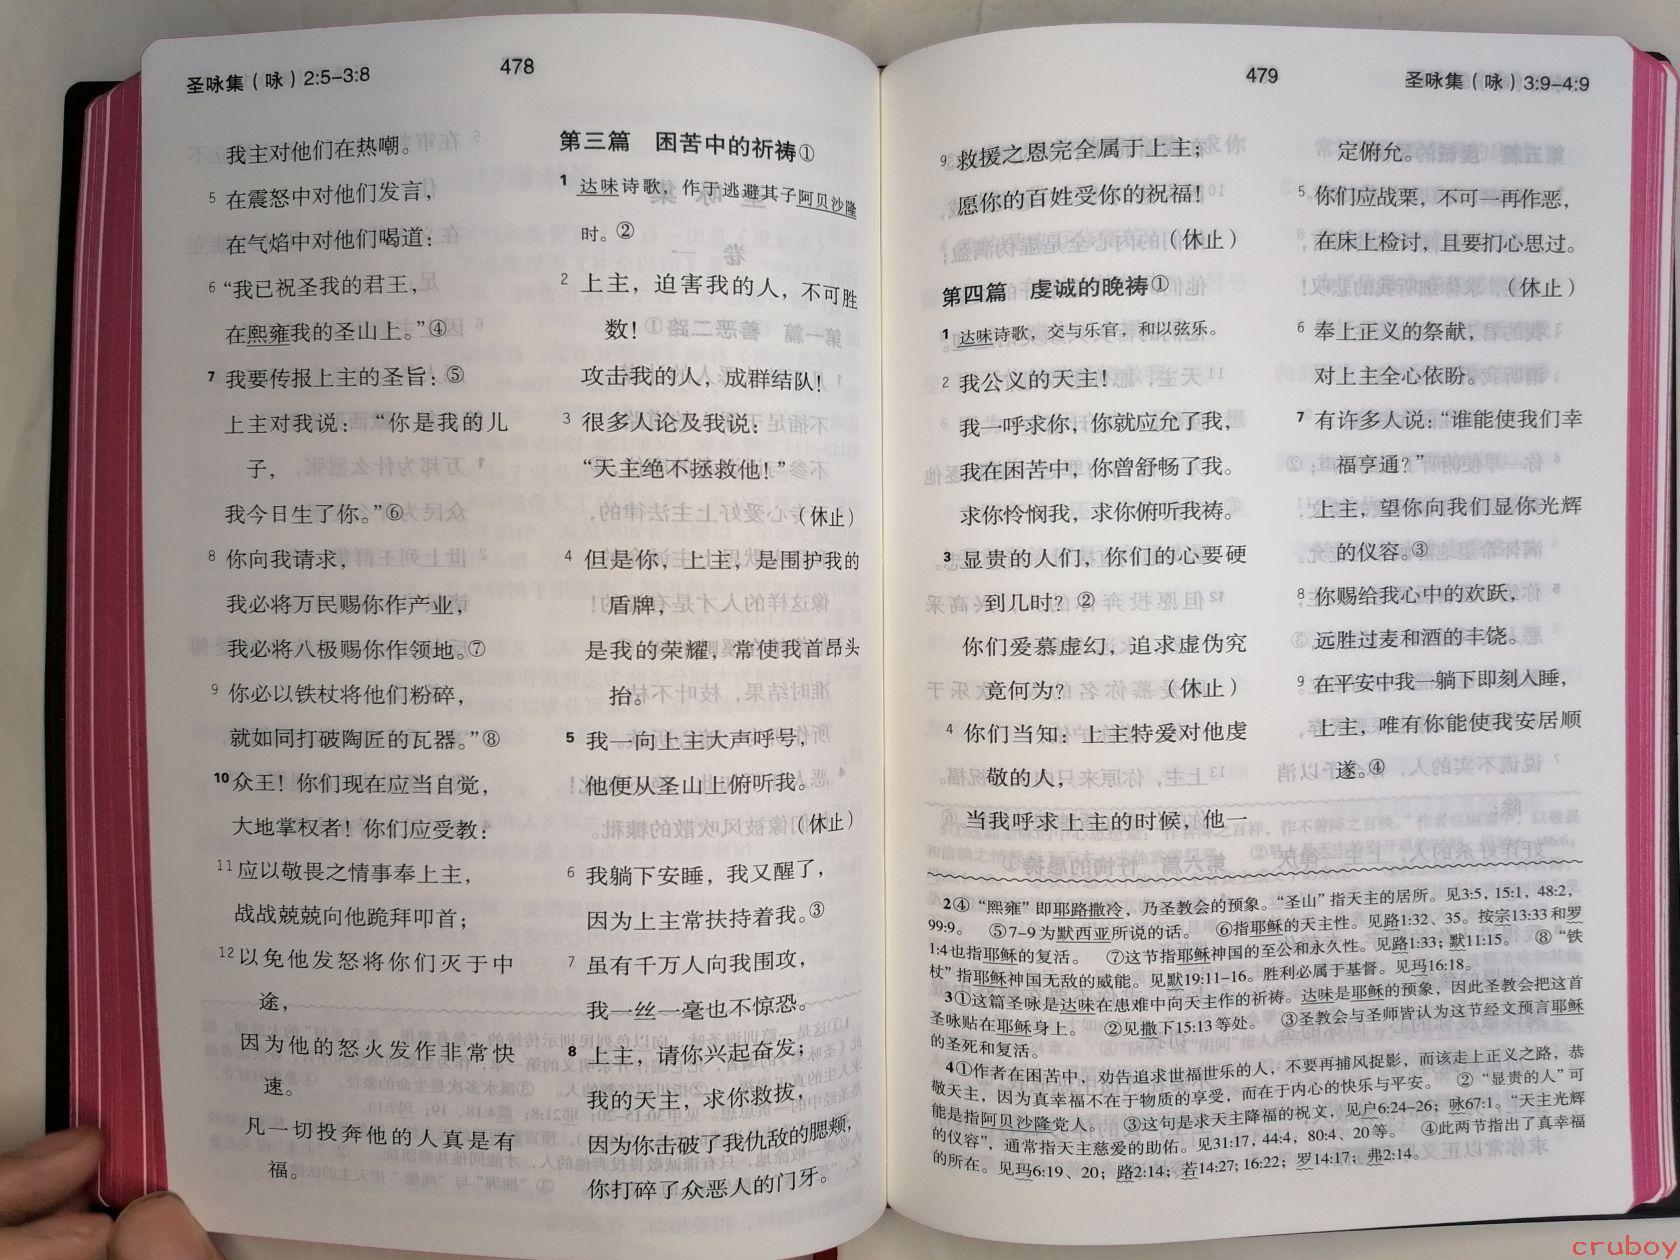 圣咏集（咏）2:5–3:8
478
我主对他们在热嘲。
5 在震怒中对他们发言，
在气焰中对他们喝道：
6 “我已祝圣我的君王，
在熙雍我的圣山上。”④
7 我要传报上主的圣旨：⑤
上主对我说：“你是我的儿
子，
我今日生了你。”⑥
8 你向我请求，
我必将万民赐你作产业，
我必将八极赐你作领地。⑦
9 你必以铁杖将他们粉碎，
就如同打破陶匠的瓦器。”⑧
10 众王！你们现在应当自觉，
大地掌权者！你们应受教：
11 应以敬畏之情事奉上主，
战战兢兢向他跪拜叩首；
12 以免他发怒将你们灭于中
途，
因为他的怒火发作非常快
速。
凡一切投奔他的人真是有
福。
第三篇 困苦中的祈祷①
1 达味诗歌，作于逃避其子阿贝沙隆
时。②
2 上主，迫害我的人，不可胜
数！
攻击我的人，成群结队！
3 很多人论及我说：
“天主绝不拯救他！”
（休止）
4 但是你，上主，是围护我的
盾牌，
是我的荣耀，常使我首昂头
抬。
5 我一向上主大声呼号，
他便从圣山上俯听我。
（休止）
6 我躺下安睡，我又醒了，
因为上主常扶持着我。③
7 虽有千万人向我围攻，
我一丝一毫也不惊恐。
8 上主，请你兴起奋发；
我的天主，求你救拔，
因为你击破了我仇敌的腮颊，
你打碎了众恶人的门牙。
479
圣咏集（咏）3:9–4:9
9 救援之恩完全属于上主；
愿你的百姓受你的祝福！
（休止）
第四篇 虔诚的晚祷①
1 达味诗歌，交与乐官，和以弦乐。
2 我公义的天主！
我一呼求你，你就应允了我，
我在困苦中，你曾舒畅了我。
求你怜悯我，求你俯听我祷。
3 显贵的人们，你们的心要硬
到几时？②
你们爱慕虚幻，追求虚伪究
竟何为？（休止）
4 你们当知：上主特爱对他虔
敬的人，
当我呼求上主的时候，他一
定俯允。
5 你们应战栗，不可一再作恶，
在床上检讨，且要扪心思过。
（休止）
6 奉上正义的祭献，
对上主全心依盼。
7 有许多人说：“谁能使我们幸
福亨通？”
上主，望你向我们显你光辉
的仪容。③
8 你赐给我心中的欢跃，
远胜过麦和酒的丰饶。
9 在平安中我一躺下即刻入睡，
上主，唯有你能使我安居顺
遂。④
2④ “熙雍”即耶路撒冷，乃圣教会的预象。“圣山”指天主的居所。见3:5，15:1，48:2，
99:9。 ⑤7–9为默西亚所说的话。 ⑥指耶稣的天主性。见路1:32、35。按宗13:33和罗
1:4也指耶稣的复活。 ⑦这节指耶稣神国的至公和永久性。见路1:33；默11:15。 ⑧“铁
杖”指耶稣神国无敌的威能。见默19:11–16。胜利必属于基督。见玛16:18。
3①这篇圣咏是达味在患难中向天主作的祈祷。达味是耶稣的预象，因此圣教会把这首
圣咏贴在耶稣身上。 ②见撒下15:13等处。 ③圣教会与圣师皆认为这节经文预言耶稣
的圣死和复活。
4①作者在困苦中，劝告追求世福世乐的人，不要再捕风捉影，而该走上正义之路，恭
敬天主，因为真幸福不在于物质的享受，而在于内心的快乐与平安。 ②“显贵的人”可
能是指阿贝沙隆党人。 ③这句是求天主降福的祝文，见户6:24–26；咏67:1。“天主光辉
的仪容”，通常指天主慈爱的助佑。见31:17，44:4，80:4、20等。 ④此两节指出了真幸福
的所在。见玛6:19、20；路2:14；若14:27；16:22；罗14:17；弗2:14。
cruboy